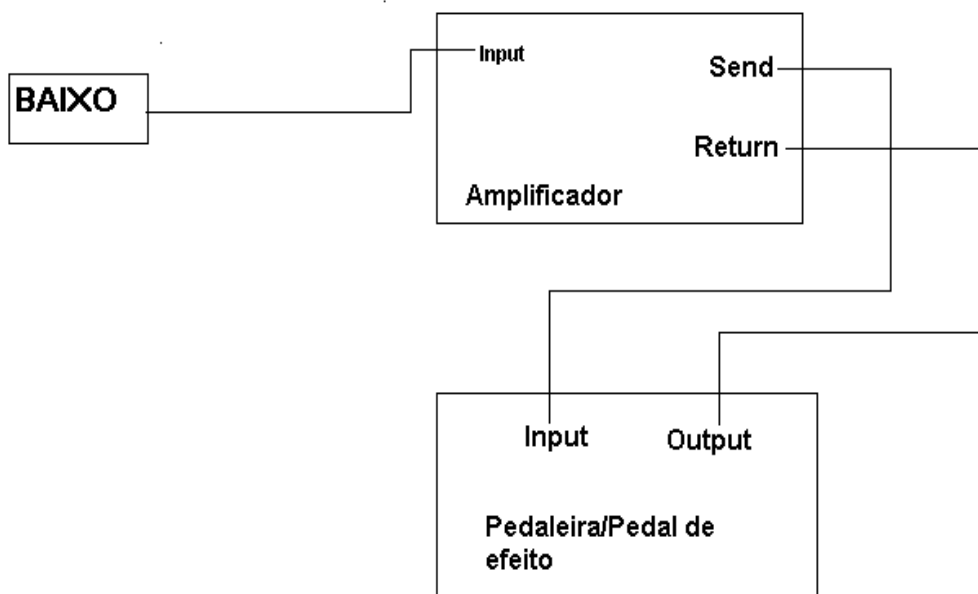 BAIXO
Input
Send
Return
Amplificador
Input
Output
Pedaleira/Pedal de
efeito